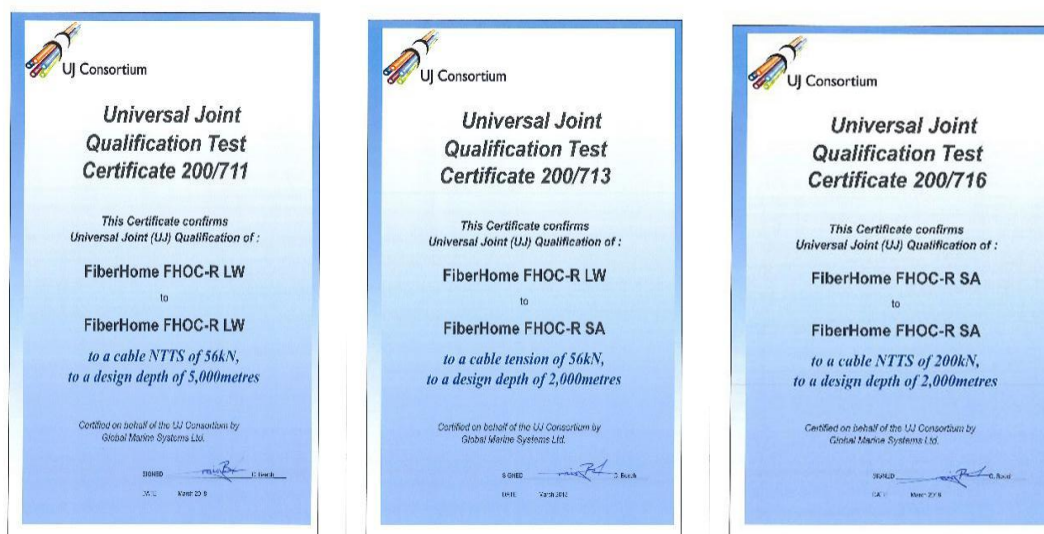 UJ Consortium
Universal Joint
Qualification Test
Certificate 200/711
This Certificate confirms
Universal Joint (UJ) Qualification of :
FiberHome FHOC-R LW
to
FiberHome FHOC-R LW
to a cable NTTS of 56kN,
to a design depth of 5,000metres
Certified on behalf of the UJ Consortium by
Global Marine Systems Ltd.
SIGNED
DATE March
UJ Consortium
Universal Joint
Qualification Test
Certificate 200/713
This Certificate confirms
Universal Joint (UJ) Qualification of :
FiberHome FHOC-R LW
to
FiberHome FHOC-R SA
to a cable tension of 56kN,
to a design depth of 2,000metres
Certified on behalf of the UJ Consortium by
Global Marine Systems Ltd.
SIGNED
DATE March
UJ Consortium
Universal Joint
Qualification Test
Certificate 200/716
This Certificate confirms
Universal Joint (UJ) Qualification of :
FiberHome FHOC-R SA
to
FiberHome FHOC-R SA
to a cable NTTS of 200kN,
to a design depth of 2,000metres
Certified on behalf of the UJ Consortium by
Global Marine Systems Ltd.
SIGNED
DATE March